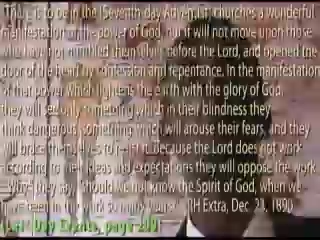 There is to be in the [Seventh-day Adventist] churches a wonderful
manifestation of the power of God, but it will not move upon those
who have not humbled themselves before the Lord, and opened the
door of the heart by confession and repentance. In the manifestation
of that power which lightens the earth with the glory of God,
they will see only something which in their blindness they
think dangerous, something which will arouse their fears, and they
will brace themselves to resist it. Because the Lord does not work
according to their ideas and expectations they will oppose the work.
"Why," they say, "should we not know the Spirit of God, when we
have been in the work so many years?" RH Extra, Dec. 23, 1890
Last Day Events, page 209